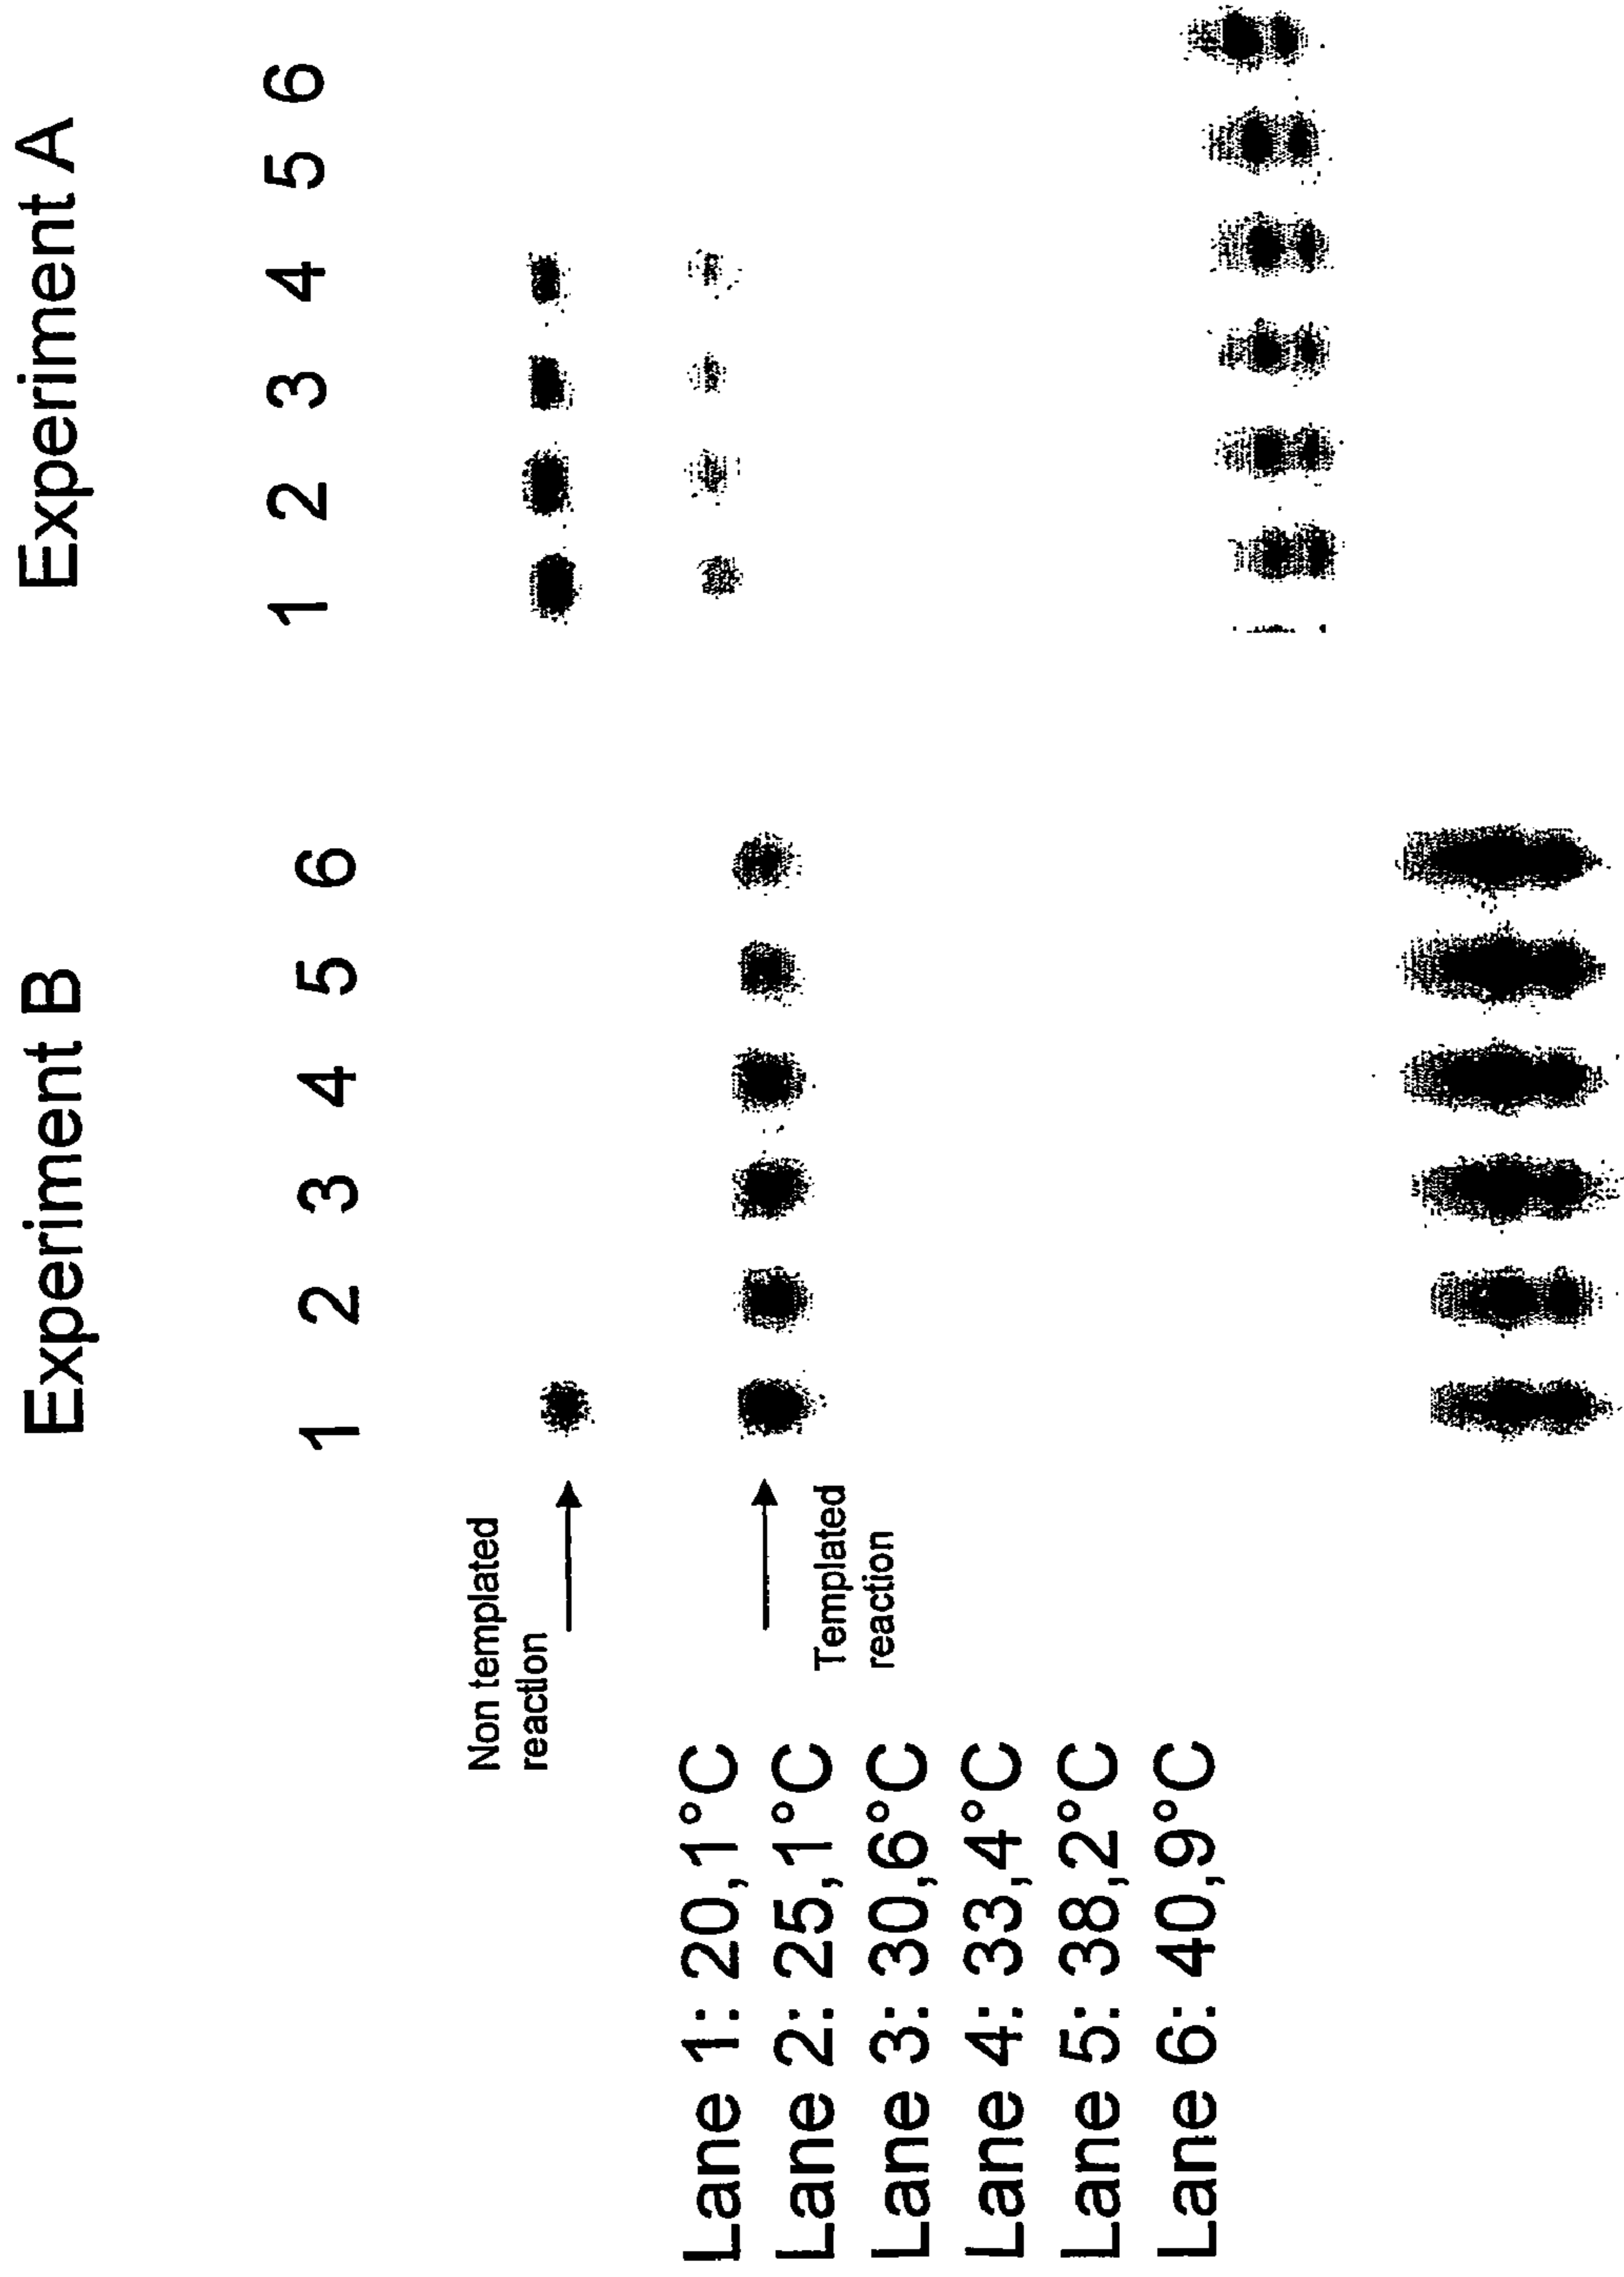 Experiment B
Experiment A
1 2 3 4 5 6
1 2 3 4 5 6
Non templated
reaction
Templated
reaction
Lane 1: 20,1°C
Lane 2: 25,1°C
Lane 3: 30,6°C
Lane 4: 33,4°C
Lane 5: 38,2°C
Lane 6: 40,9°C